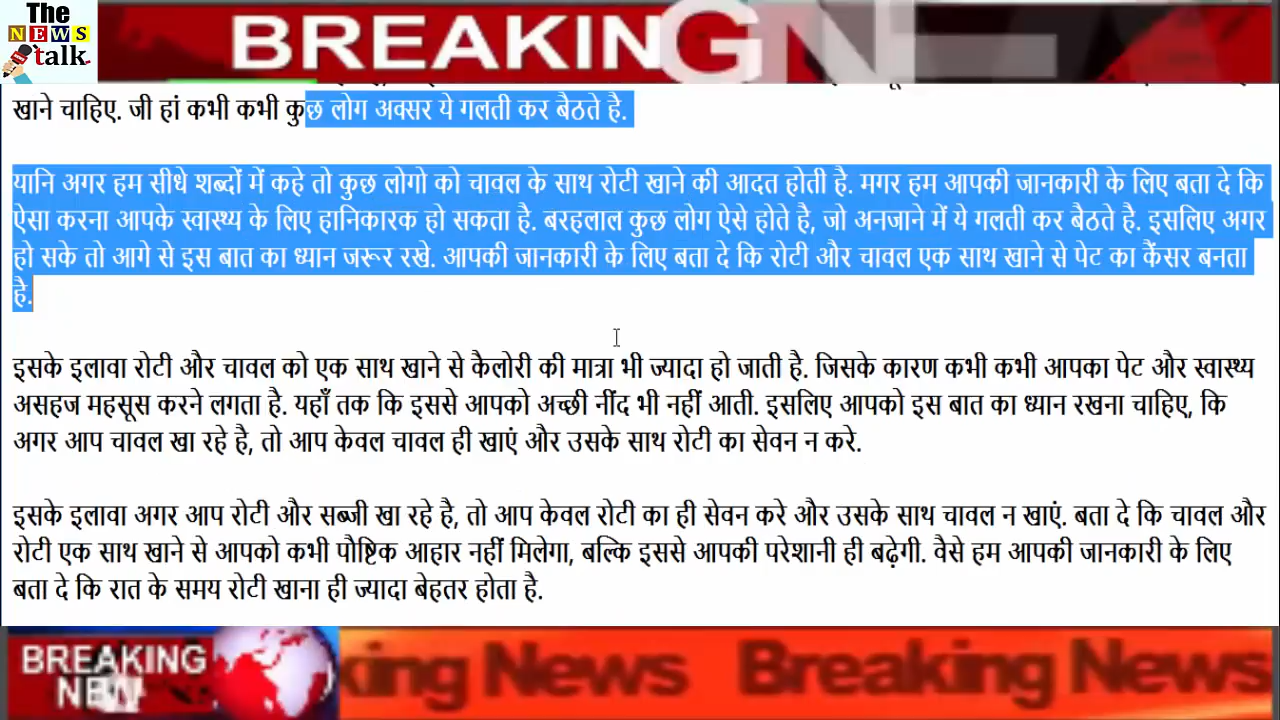 The
NEWS
talk.
BREAKING
खाने चाहिए. जी हां कभी कभी कुछ लोग अक्सर ये गलती कर बैठते है.
यानि अगर हम सीधे शब्दों में कहे तो कुछ लोगो को चावल के साथ रोटी खाने की आदत होती है. मगर हम आपकी जानकारी के लिए बता दे कि
ऐसा करना आपके स्वास्थ्य के लिए हानिकारक हो सकता है. बरहलाल कुछ लोग ऐसे होते है, जो अनजाने में ये गलती कर बैठते है. इसलिए अगर
हो सके तो आगे से इस बात का ध्यान जरूर रखे. आपकी जानकारी के लिए बता दे कि रोटी और चावल एक साथ खाने से पेट का कैंसर बनता
है.
इसके इलावा रोटी और चावल को एक साथ खाने से कैलोरी की मात्रा भी ज्यादा हो जाती है. जिसके कारण कभी कभी आपका पेट और स्वास्थ्य
असहज महसूस करने लगता है. यहाँ तक कि इससे आपको अच्छी नींद भी नहीं आती. इसलिए आपको इस बात का ध्यान रखना चाहिए, कि
अगर आप चावल खा रहे है, तो आप केवल चावल ही खाएं और उसके साथ रोटी का सेवन न करे.
इसके इलावा अगर आप रोटी और सब्जी खा रहे है, तो आप केवल रोटी का ही सेवन करे और उसके साथ चावल न खाएं. बता दे कि चावल और
रोटी एक साथ खाने से आपको कभी पौष्टिक आहार नहीं मिलेगा, बल्कि इससे आपकी परेशानी ही बढ़ेगी. वैसे हम आपकी जानकारी के लिए
बता दे कि रात के समय रोटी खाना ही ज्यादा बेहतर होता है.
BREAKING
NEW
king News Breaking News